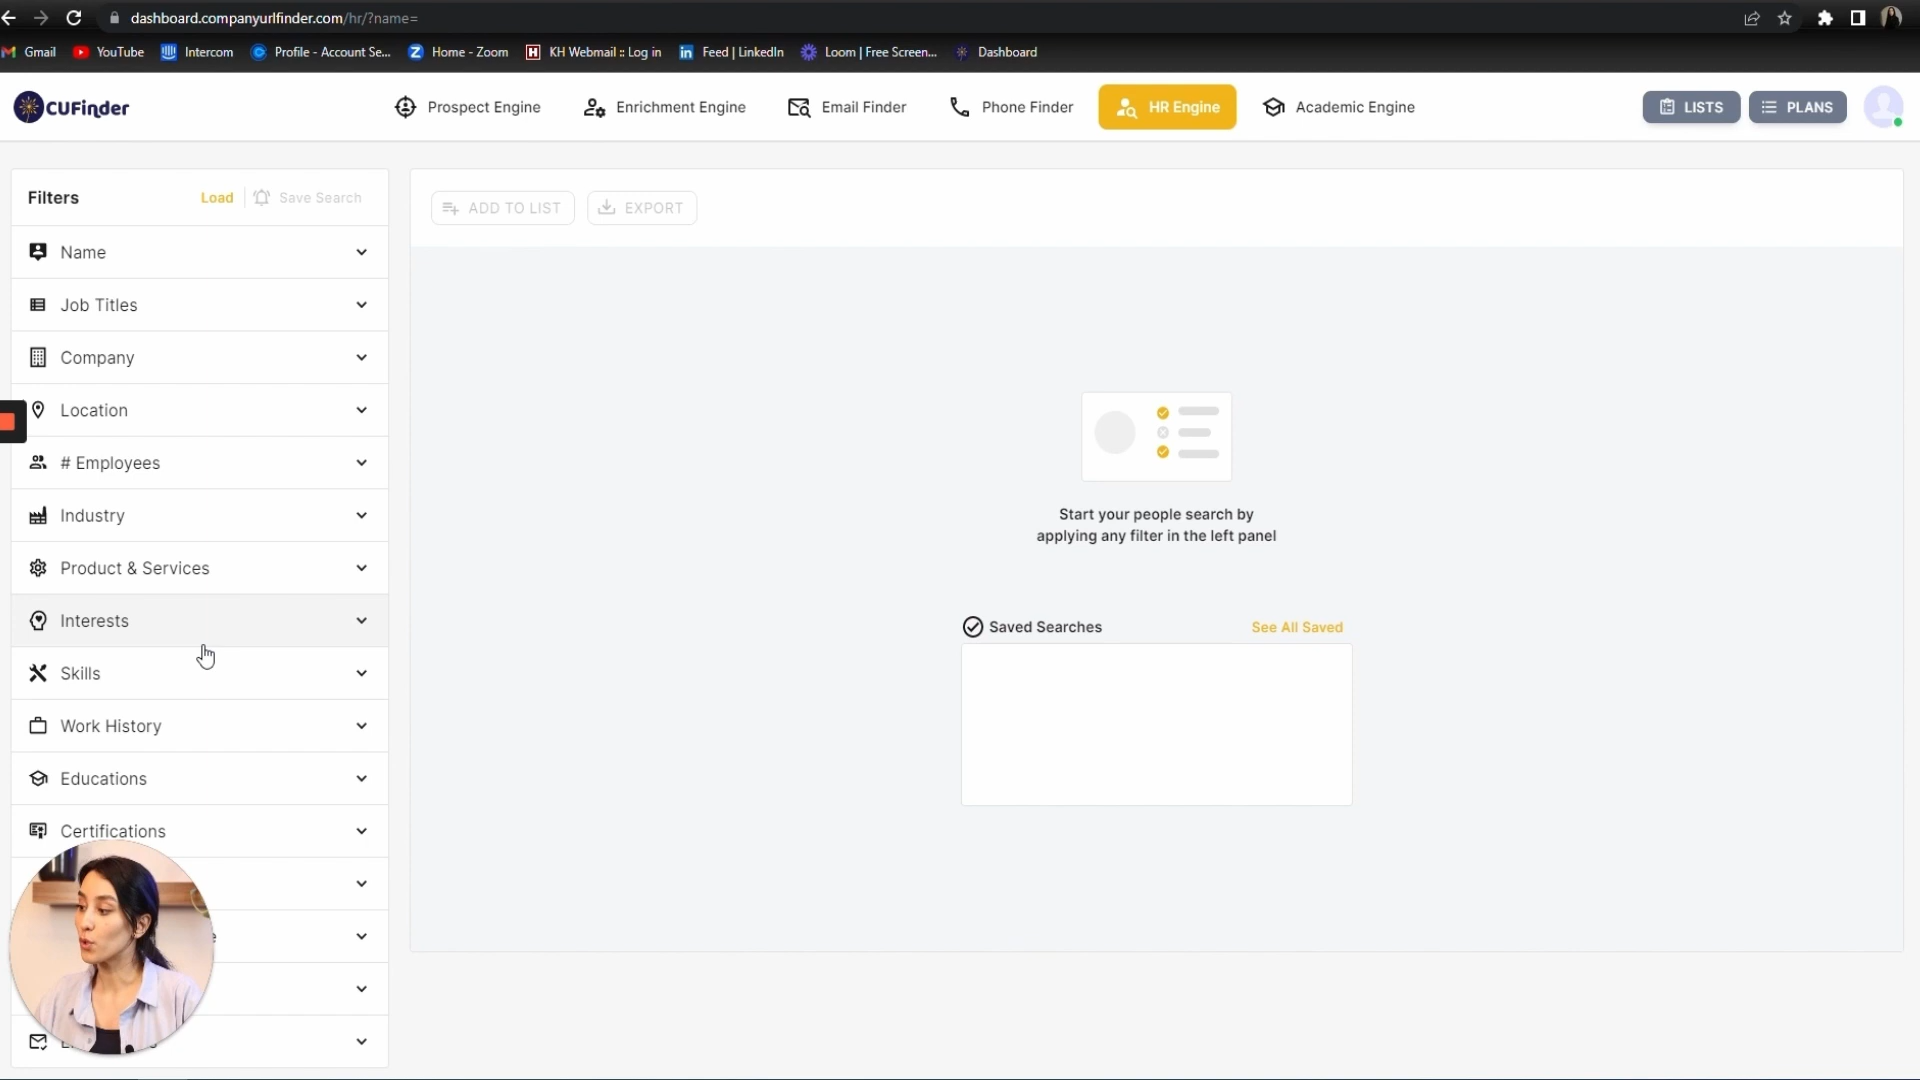 dashboard.companyurlfinder.com/hr/?name=
Gmail YouTube Intercom Profile - Account Se... Home - Zoom KH Webmail :: Log in Feed | LinkedIn Loom | Free Screen... Dashboard
CUFinder Prospect Engine Enrichment Engine Email Finder Phone Finder HR Engine Academic Engine LISTS PLANS
Filters Load Save Search
ADD TO LIST EXPORT
Name
Job Titles
Company
Location
# Employees
Industry
Product & Services
Interests
Skills
Work History
Educations
Certifications
Start your people search by
applying any filter in the left panel
Saved Searches See All Saved